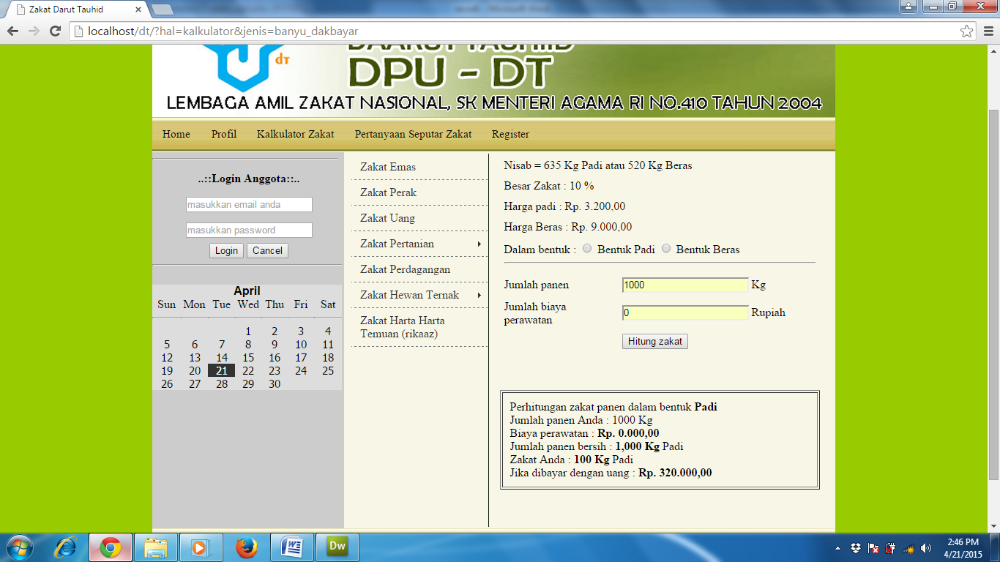 Zakat Darut Tauhid
localhost/dt/?hal=kalkulator&jenis=banyu_dakbayar
DAARUT TAUHIID
dT
DPU - DT
LEMBAGA AMIL ZAKAT NASIONAL, SK MENTERI AGAMA RI NO.410 TAHUN 2004
Home Profil Kalkulator Zakat Pertanyaan Seputar Zakat Register
..::Login Anggota::..
masukkan email anda
masukkan password
Login Cancel
April
Sun Mon Tue Wed Thu Fri Sat
1 2 3 4
5 6 7 8 9 10 11
12 13 14 15 16 17 18
19 20 21 22 23 24 25
26 27 28 29 30
Zakat Emas
Zakat Perak
Zakat Uang
Zakat Pertanian
Zakat Perdagangan
Zakat Hewan Ternak
Zakat Harta Harta
Temuan (rikaaz)
Nisab = 635 Kg Padi atau 520 Kg Beras
Besar Zakat : 10 %
Harga padi : Rp. 3.200,00
Harga Beras : Rp. 9.000,00
Dalam bentuk : Bentuk Padi Bentuk Beras
Jumlah panen 1000 Kg
Jumlah biaya
perawatan 0 Rupiah
Hitung zakat
Perhitungan zakat panen dalam bentuk Padi
Jumlah panen Anda : 1000 Kg
Biaya perawatan : Rp. 0.000,00
Jumlah panen bersih : 1,000 Kg Padi
Zakat Anda : 100 Kg Padi
Jika dibayar dengan uang : Rp. 320.000,00
Dw
2:46 PM
4/21/2015